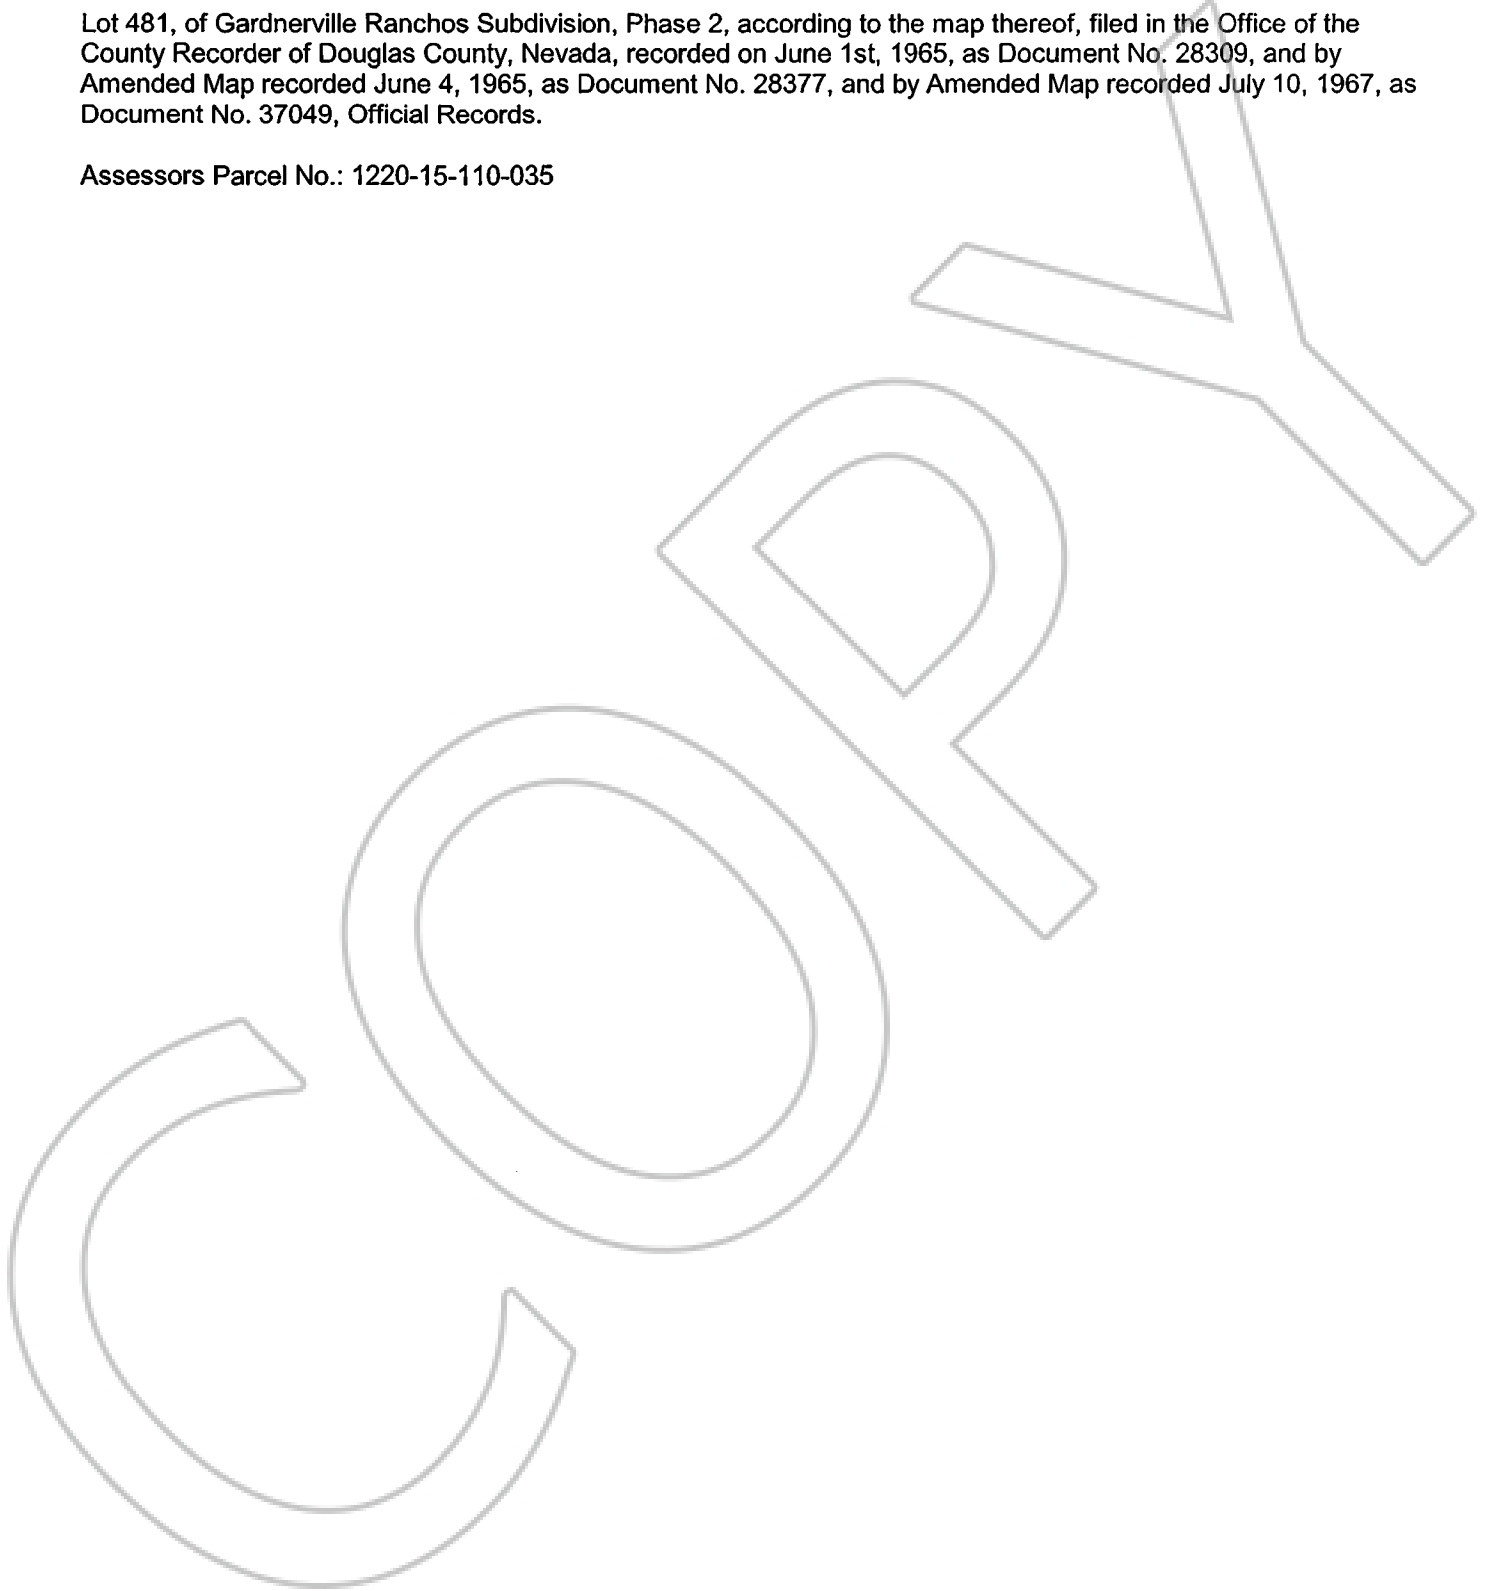 Lot 481, of Gardnerville Ranchos Subdivision, Phase 2, according to the map thereof, filed in the Office of the
County Recorder of Douglas County, Nevada, recorded on June 1st, 1965, as Document No. 28309, and by
Amended Map recorded June 4, 1965, as Document No. 28377, and by Amended Map recorded July 10, 1967, as
Document No. 37049, Official Records.
Assessors Parcel No.: 1220-15-110-035
COPY